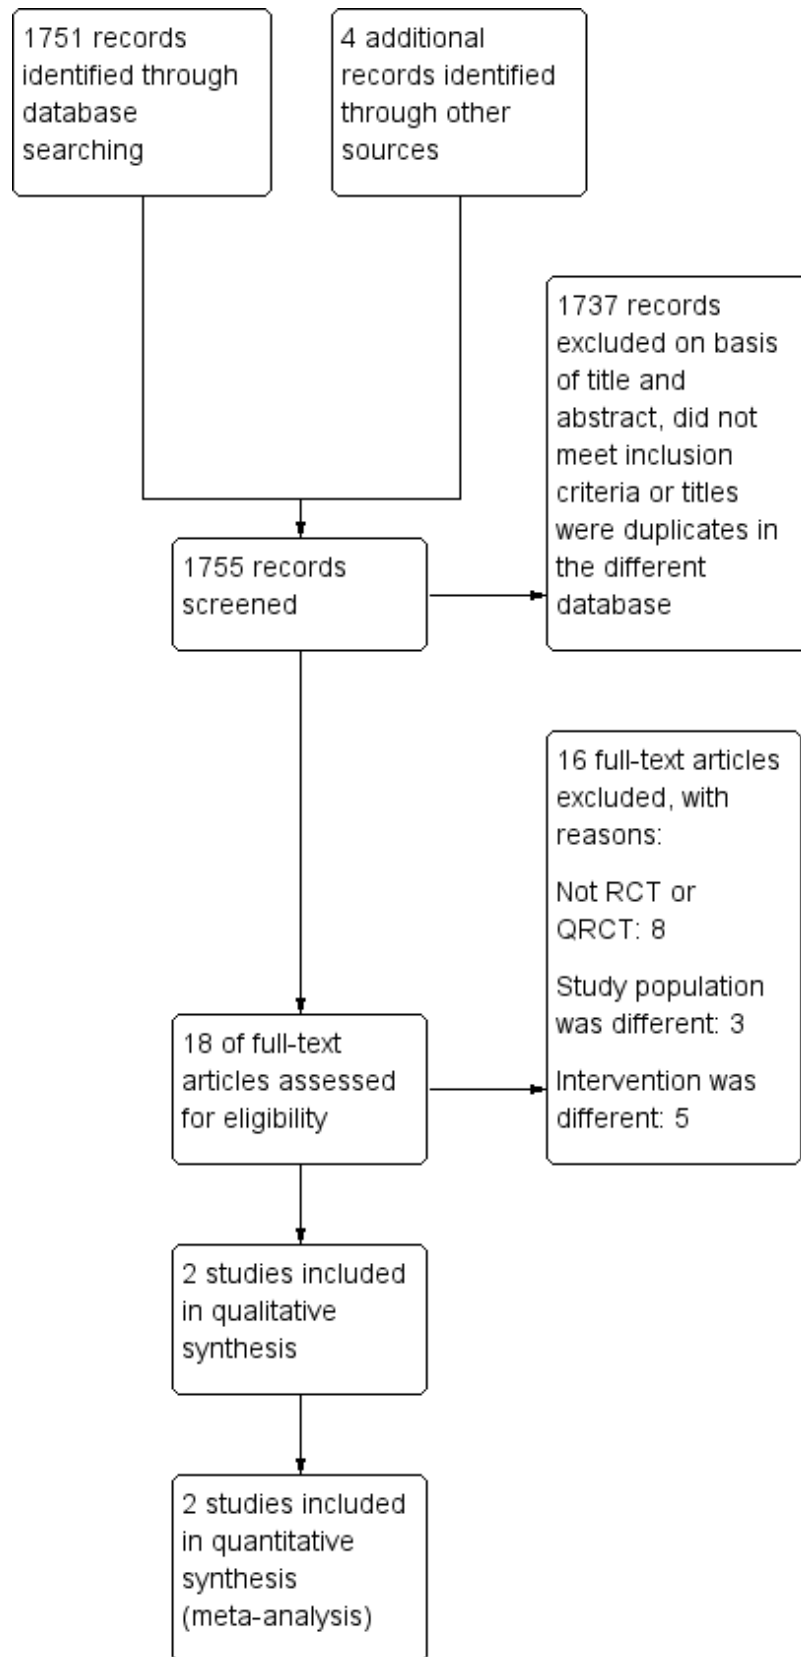 1751 records
identified through
database
searching
4 additional
records identified
through other
sources
1737 records
excluded on basis
of title and
abstract, did not
meet inclusion
criteria or titles
were duplicates in
the different
database
1755 records
screened
16 full-text articles
excluded, with
reasons:
Not RCT or
QRCT: 8
Study population
was different: 3
Intervention was
different: 5
18 of full-text
articles assessed
for eligibility
2 studies included
in qualitative
synthesis
2 studies included
in quantitative
synthesis
(meta-analysis)